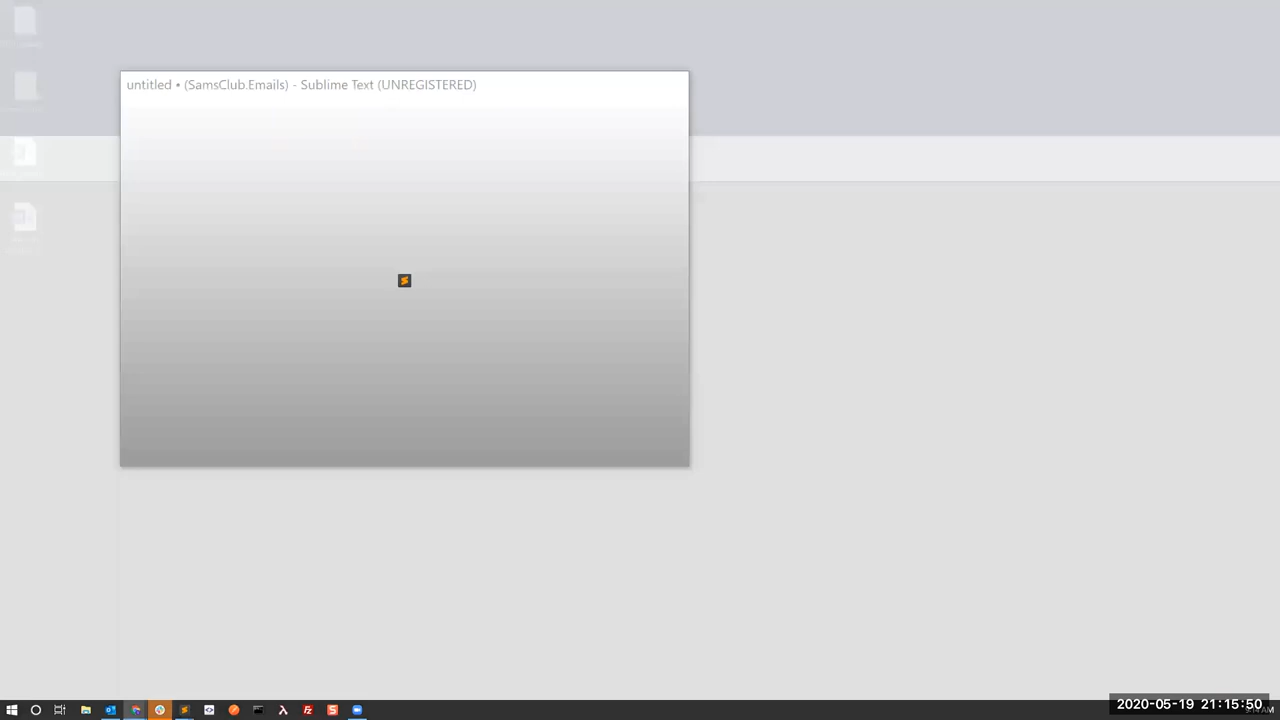 untitled • (SamsClub.Emails) - Sublime Text (UNREGISTERED)
2020-05-19 21:15:50